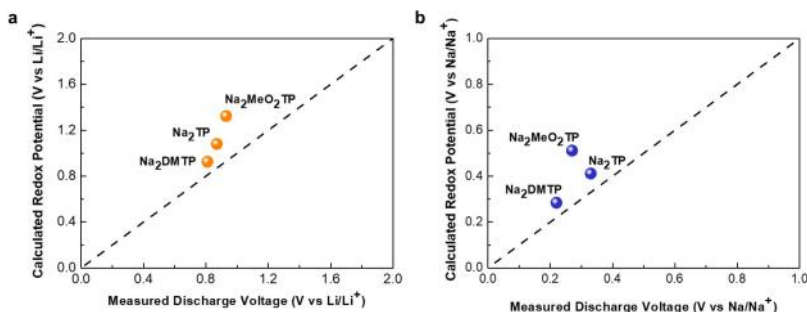 a
Calculated Redox Potential (V vs Li/Li+)
2.0
1.6
1.2
0.8
0.4
0.0
Na2MeO2TP
Na2TP
Na2DMTP
0.0 0.4 0.8 1.2 1.6 2.0
Measured Discharge Voltage (V vs Li/Li+)
b
Calculated Redox Potential (V vs Na/Na+)
1.0
0.8
0.6
0.4
0.2
0.0
Na2MeO2TP
Na2TP
Na2DMTP
0.0 0.2 0.4 0.6 0.8 1.0
Measured Discharge Voltage (V vs Na/Na+)